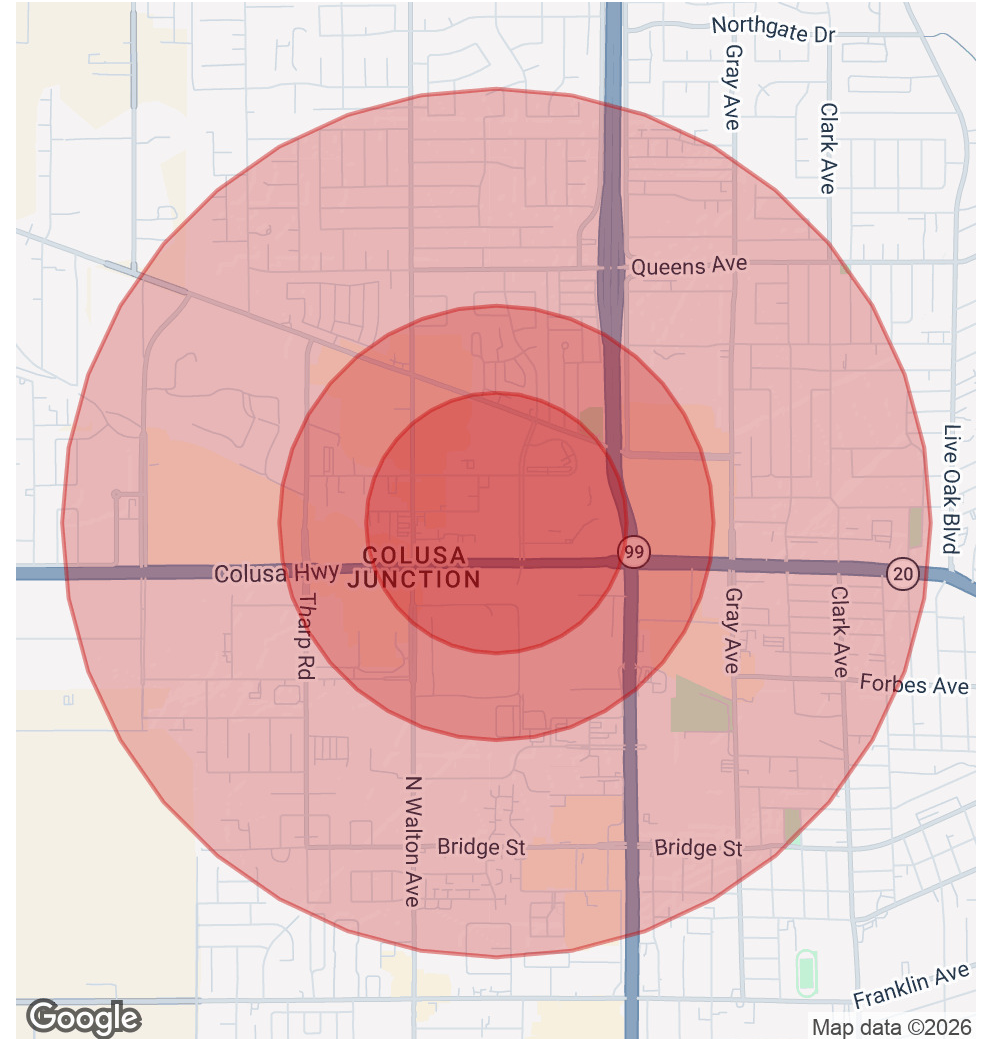 Northgate Dr
Gray Ave
Clark Ave
Queens Ave
Live Oak Blvd
99
COLUSA
JUNCTION
Colusa Hwy
20
Tharp Rd
Gray Ave
Clark Ave
Forbes Ave
N Walton Ave
Bridge St
Bridge St
Franklin Ave
Google
Map data ©2026